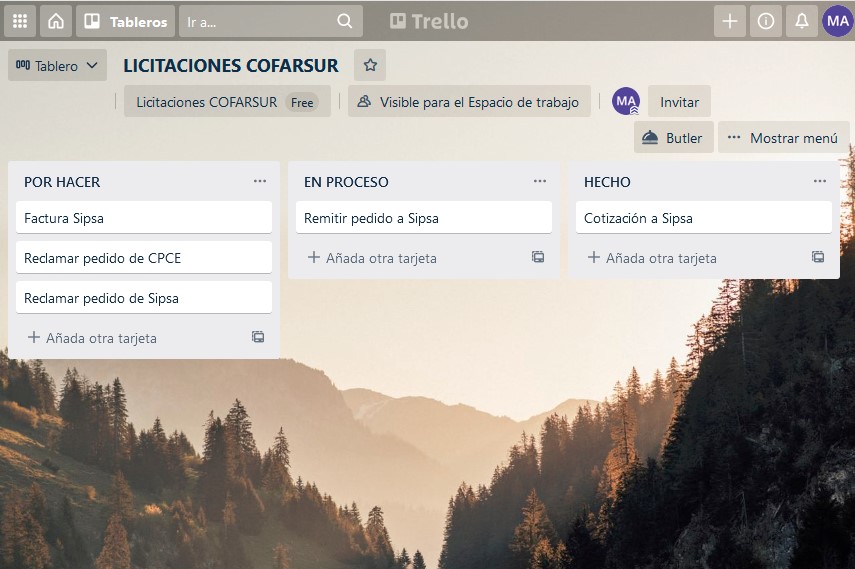 Tableros
Ir a...
Trello
MA
Tablero
LICITACIONES COFARSUR
Licitaciones COFARSUR Free
Visible para el Espacio de trabajo
MA
Invitar
Butler
... Mostrar menú
POR HACER ...
Factura Sipsa
Reclamar pedido de CPCE
Reclamar pedido de Sipsa
+ Añada otra tarjeta
EN PROCESO ...
Remitir pedido a Sipsa
+ Añada otra tarjeta
HECHO ...
Cotización a Sipsa
+ Añada otra tarjeta